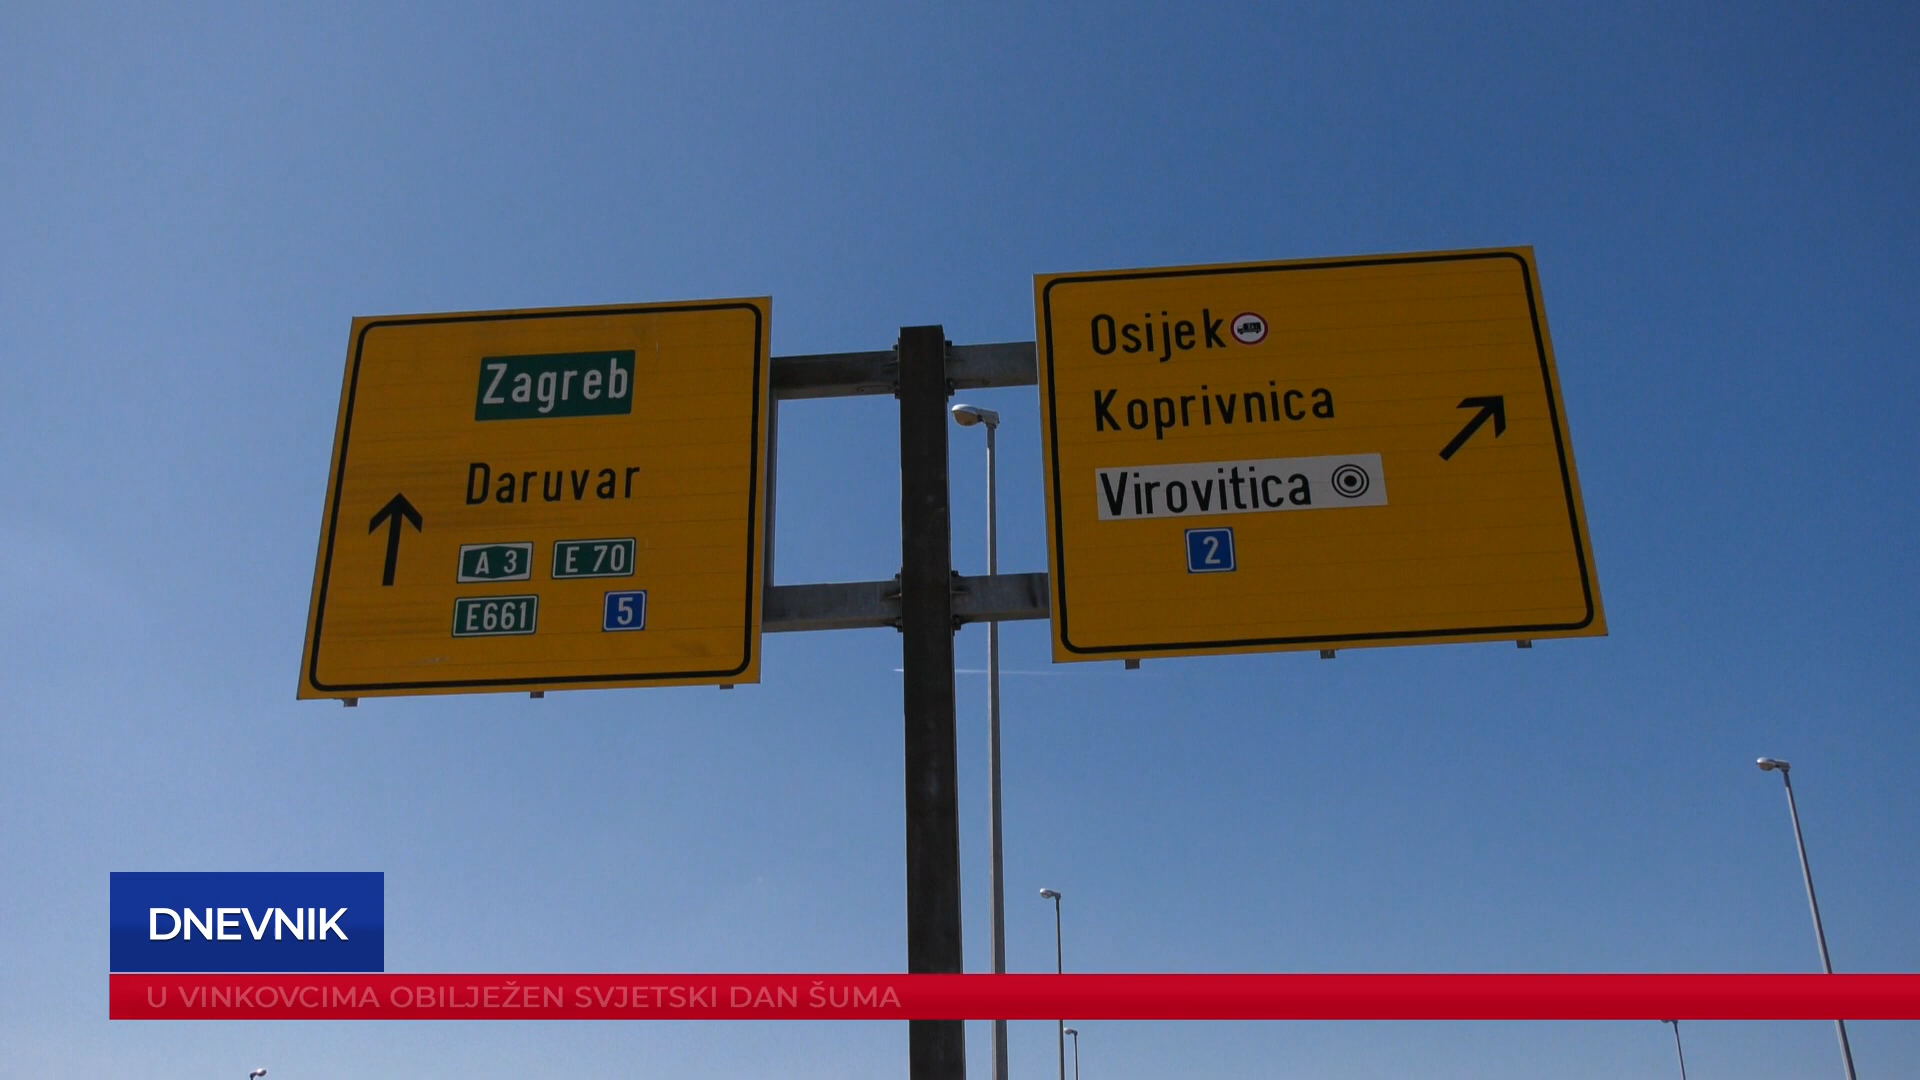 Zagreb
Daruvar
A 3 E 70
E661 5
Osijek
Koprivnica
Virovitica
2
DNEVNIK
U VINKOVCIMA OBILJEŽEN SVJETSKI DAN ŠUMA